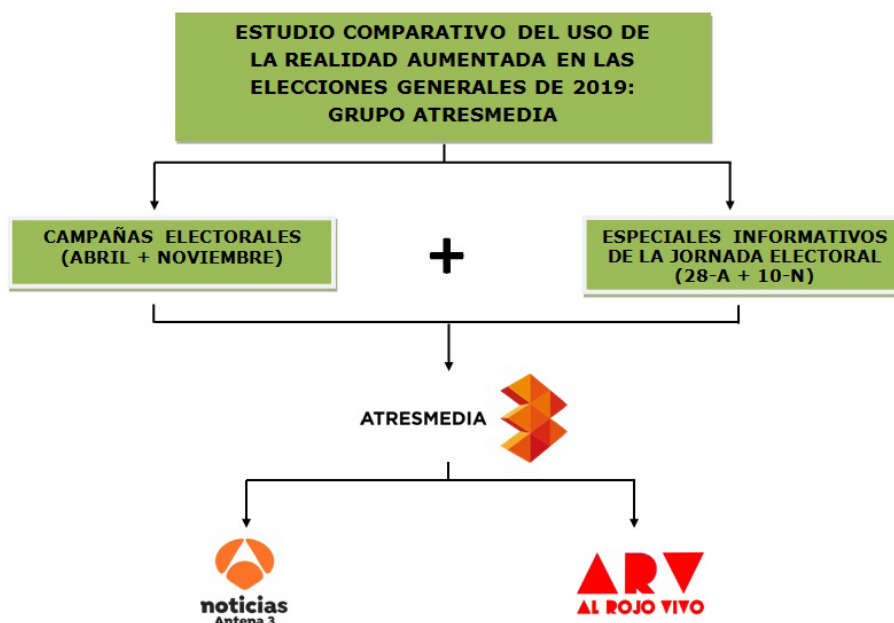 ESTUDIO COMPARATIVO DEL USO DE
LA REALIDAD AUMENTADA EN LAS
ELECCIONES GENERALES DE 2019:
GRUPO ATRESMEDIA
CAMPAÑAS ELECTORALES
(ABRIL + NOVIEMBRE)
+
ESPECIALES INFORMATIVOS
DE LA JORNADA ELECTORAL
(28-A + 10-N)
ATRESMEDIA
noticias
Antena 3
ARV
AL ROJO VIVO